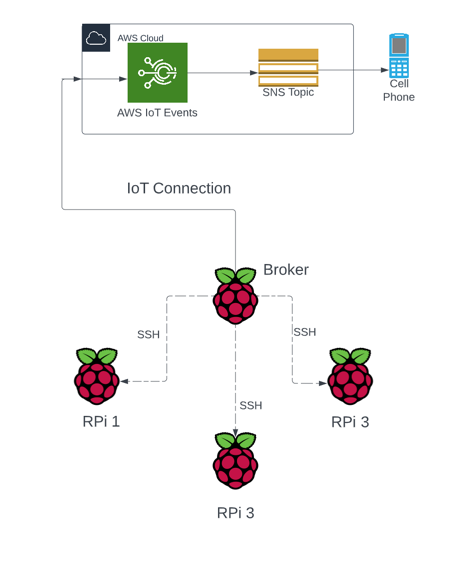 AWS Cloud
AWS IoT Events
SNS Topic
Cell
Phone
IoT Connection
Broker
SSH
SSH
SSH
RPi 1
RPi 3
RPi 3